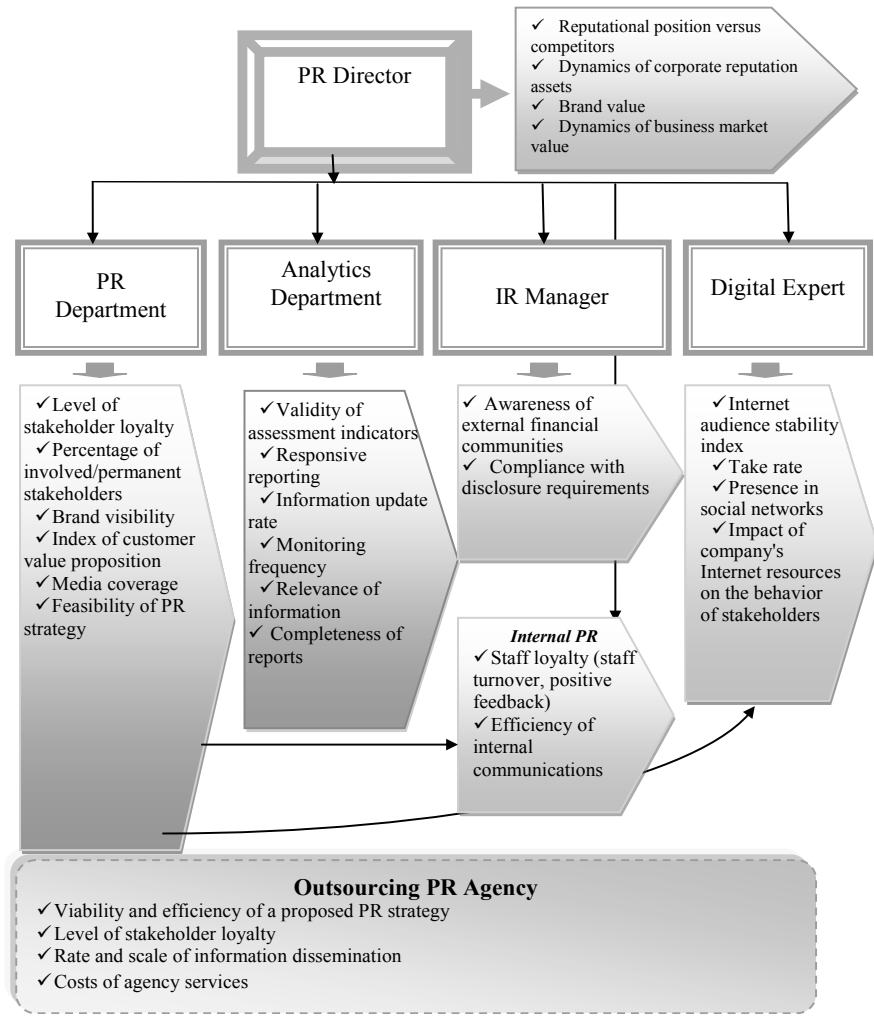 PR Director
✓ Reputational position versus
competitors
✓ Dynamics of corporate reputation
assets
✓ Brand value
✓ Dynamics of business market
value
PR
Department
Analytics
Department
IR Manager
Digital Expert
✓Level of
stakeholder loyalty
✓Percentage of
involved/permanent
stakeholders
✓Brand visibility
✓Index of customer
value proposition
✓Media coverage
✓Feasibility of PR
strategy
✓Validity of
assessment indicators
✓Responsive
reporting
✓Information update
rate
✓Monitoring
frequency
✓Relevance of
information
✓ Completeness of
reports
✓ Awareness of
external financial
communities
✓ Compliance with
disclosure requirements
✓Internet
audience stability
index
✓Take rate
✓Presence in
social networks
✓Impact of
company's
Internet resources
on the behavior
of stakeholders
Internal PR
✓Staff loyalty (staff
turnover, positive
feedback)
✓Efficiency of
internal
communications
Outsourcing PR Agency
✓Viability and efficiency of a proposed PR strategy
✓Level of stakeholder loyalty
✓Rate and scale of information dissemination
✓Costs of agency services